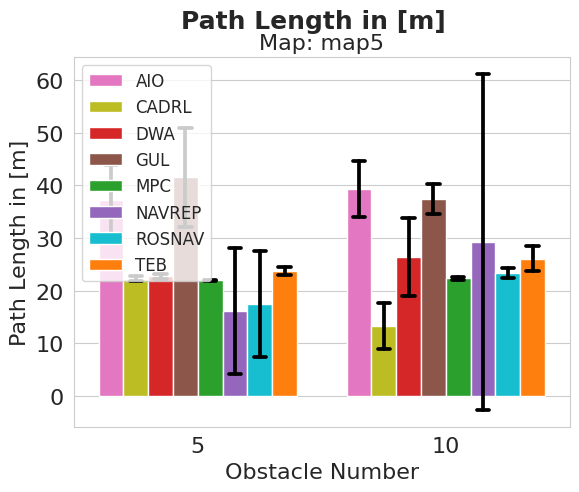 Path Length in [m]
Map: map5
Path Length in [m]
60
50
40
30
20
10
0
AIO
CADRL
DWA
GUL
MPC
NAVREP
ROSNAV
TEB
5
10
Obstacle Number